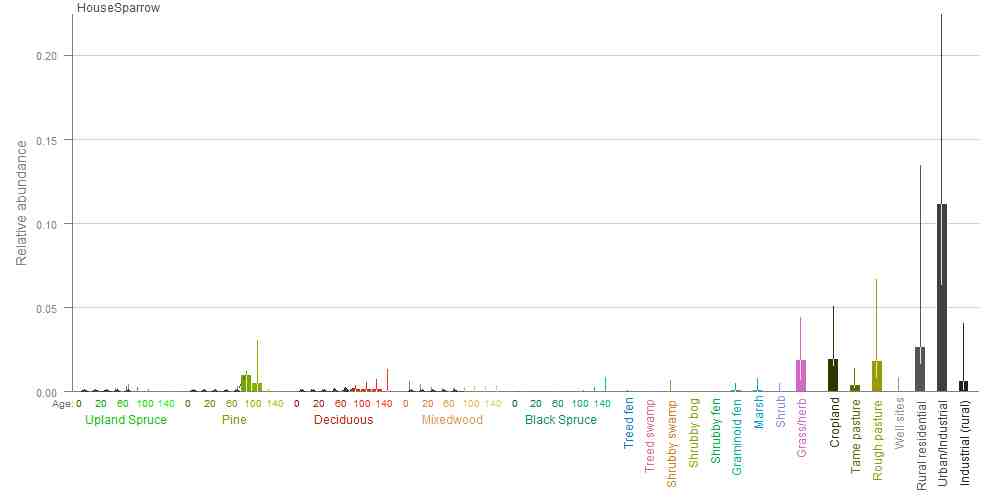 HouseSparrow
Relative abundance
0.20
0.15
0.10
0.05
0.00
Age: 0 20 60 100 140 0 20 60 100 140 0 20 60 100 140 0 20 60 100 140 0 20 60 100 140
Upland Spruce Pine Deciduous Mixedwood Black Spruce
Treed fen
Treed swamp
Shrubby swamp
Shrubby bog
Shrubby fen
Graminoid fen
Marsh
Shrub
Grass/herb
Cropland
Tame pasture
Rough pasture
Well sites
Rural residential
Urban/Industrial
Industrial (rural)